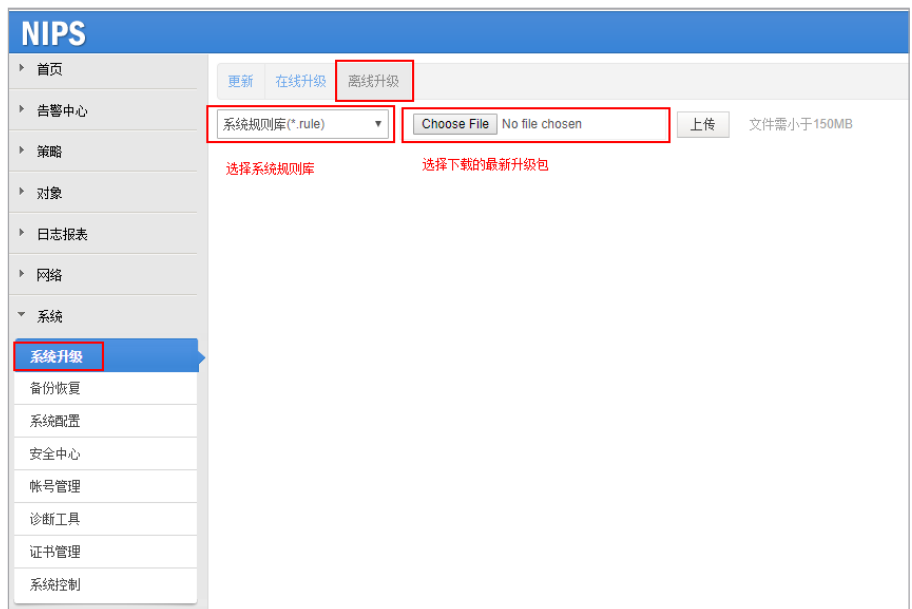 NIPS
首页
告警中心
策略
对象
日志报表
网络
系统
系统升级
备份恢复
系统配置
安全中心
帐号管理
诊断工具
证书管理
系统控制
更新 在线升级 离线升级
系统规则库(*.rule) Choose File No file chosen 上传 文件需小于150MB
选择系统规则库 选择下载的最新升级包